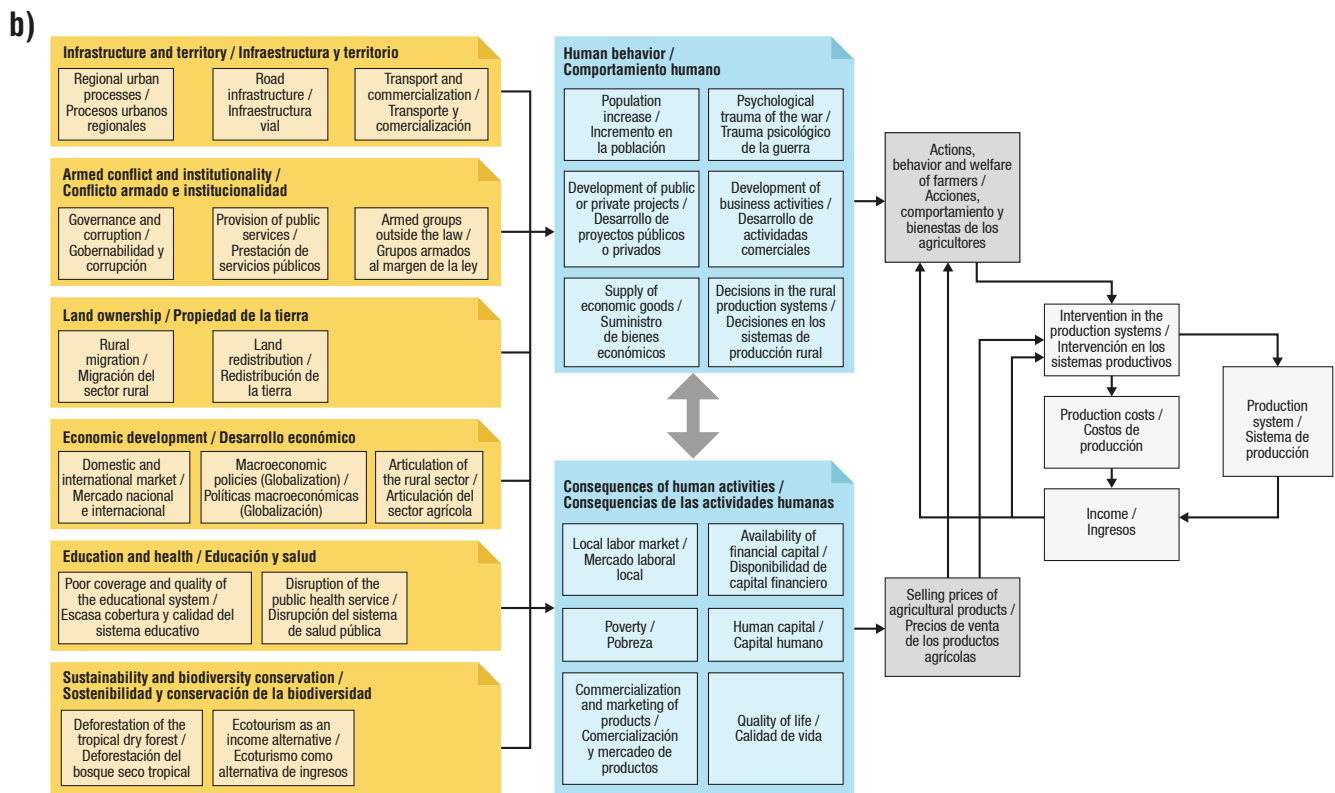 b)
Infrastructure and territory / Infraestructura y territorio
Regional urban
processes /
Procesos urbanos
regionales
Road
infrastructure /
Infraestructura
vial
Transport and
commercialization /
Transporte y
comercialización
Armed conflict and institutionality /
Conflicto armado e institucionalidad
Governance and
corruption /
Gobernabilidad y
corrupción
Provision of public
services /
Prestación de
servicios públicos
Armed groups
outside the law /
Grupos armados
al margen de la ley
Land ownership / Propiedad de la tierra
Rural
migration /
Migración del
sector rural
Land
redistribution /
Redistribución de
la tierra
Economic development / Desarrollo económico
Domestic and
international market /
Mercado nacional
e internacional
Macroeconomic
policies (Globalization) /
Políticas macroeconómicas
(Globalización)
Articulation of
the rural sector /
Articulación del
sector agrícola
Education and health / Educación y salud
Poor coverage and quality of
the educational system /
Escasa cobertura y calidad del
sistema educativo
Disruption of the
public health service /
Disrupción del sistema
de salud pública
Sustainability and biodiversity conservation /
Sostenibilidad y conservación de la biodiversidad
Deforestation of the
tropical dry forest /
Deforestación del
bosque seco tropical
Ecotourism as an
income alternative /
Ecoturismo como
alternativa de ingresos
Human behavior /
Comportamiento humano
Population
increase /
Incremento en
la población
Psychological
trauma of the war /
Trauma psicológico
de la guerra
Development of public
or private projects /
Desarrollo de
proyectos públicos
o privados
Development of
business activities /
Desarrollo de
actividadas
comerciales
Supply of
economic goods /
Suministro
de bienes
económicos
Decisions in the rural
production systems /
Decisiones en los
sistemas de
producción rural
Consequences of human activities /
Consequencias de las actividades humanas
Local labor market /
Mercado laboral
local
Availability of
financial capital /
Disponibilidad de
capital financiero
Poverty /
Pobreza
Human capital /
Capital humano
Commercialization
and marketing of
products /
Comercialización
y mercadeo de
productos
Quality of life /
Calidad de vida
Actions,
behavior and welfare
of farmers /
Acciones,
comportamiento y
bienestas de los
agricultores
Intervention in the
production systems /
Intervención en los
sistemas productivos
Production costs /
Costos de
producción
Production
system /
Sistema de
producción
Income /
Ingresos
Selling prices of
agricultural products /
Precios de venta
de los productos
agrícolas